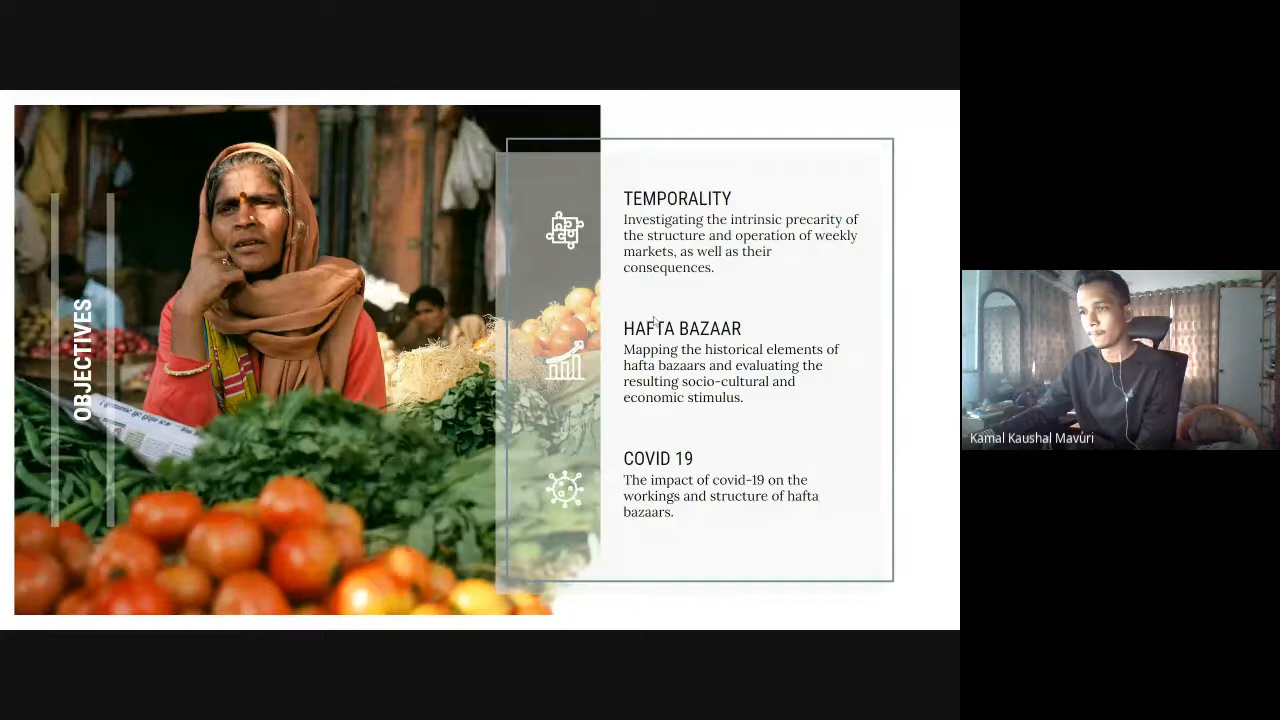 OBJECTIVES
TEMPORALITY
Investigating the intrinsic precarity of
the structure and operation of weekly
markets, as well as their
consequences.
HAFTA BAZAAR
Mapping the historical elements of
hafta bazaars and evaluating the
resulting socio-cultural and
economic stimulus.
COVID 19
The impact of covid-19 on the
workings and structure of hafta
bazaars.
Kamal Kaushal Mavuri